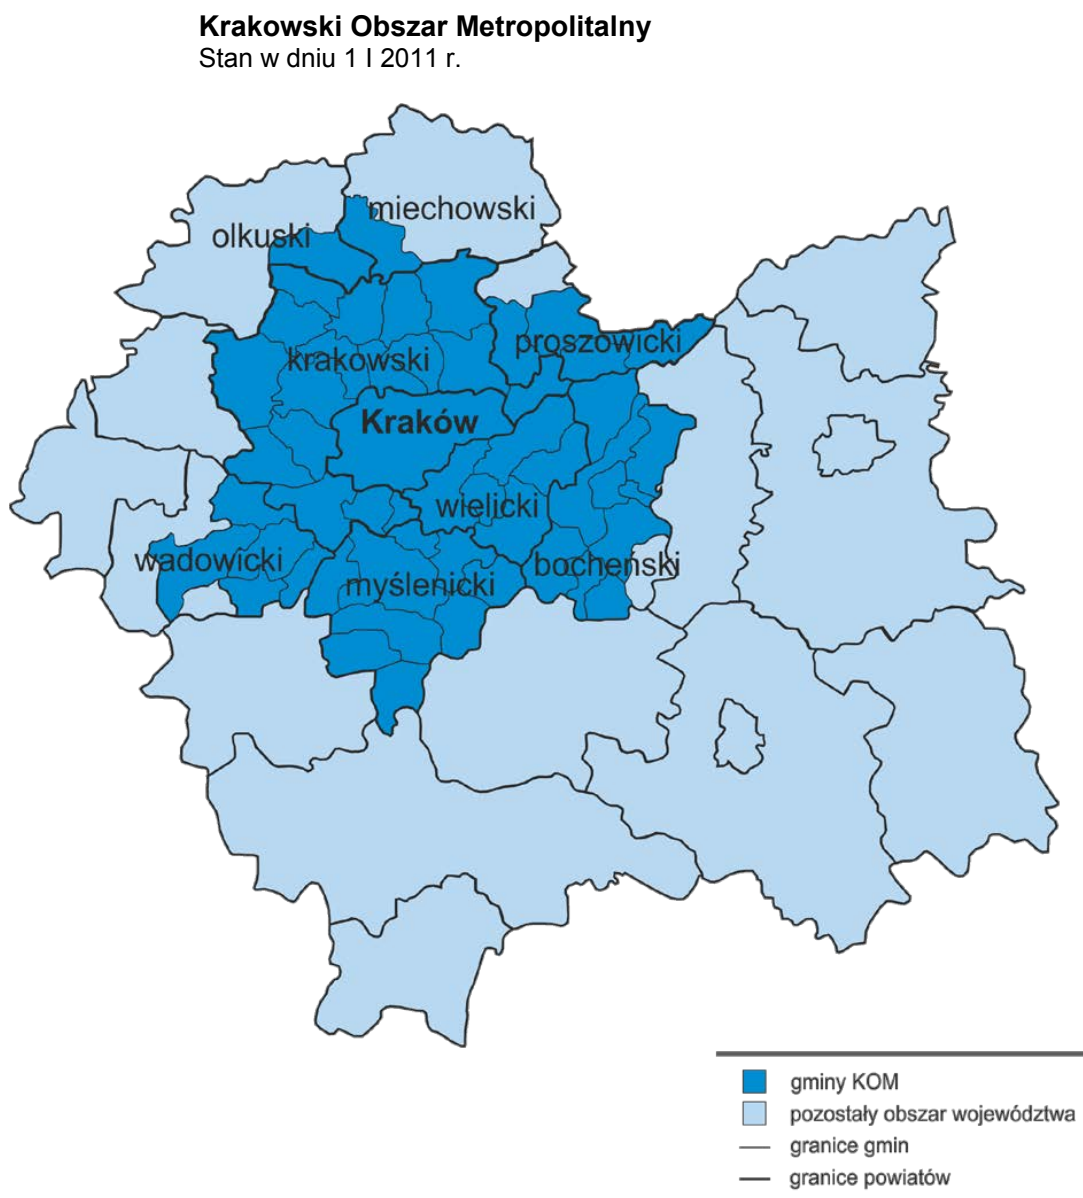 Krakowski Obszar Metropolitalny
Stan w dniu 1 I 2011 r.
miechowski
olkuski
proszowicki
krakowski
Kraków
wielicki
wadowicki
bocheński
myślenicki
gminy KOM
pozostały obszar województwa
granice gmin
granice powiatów